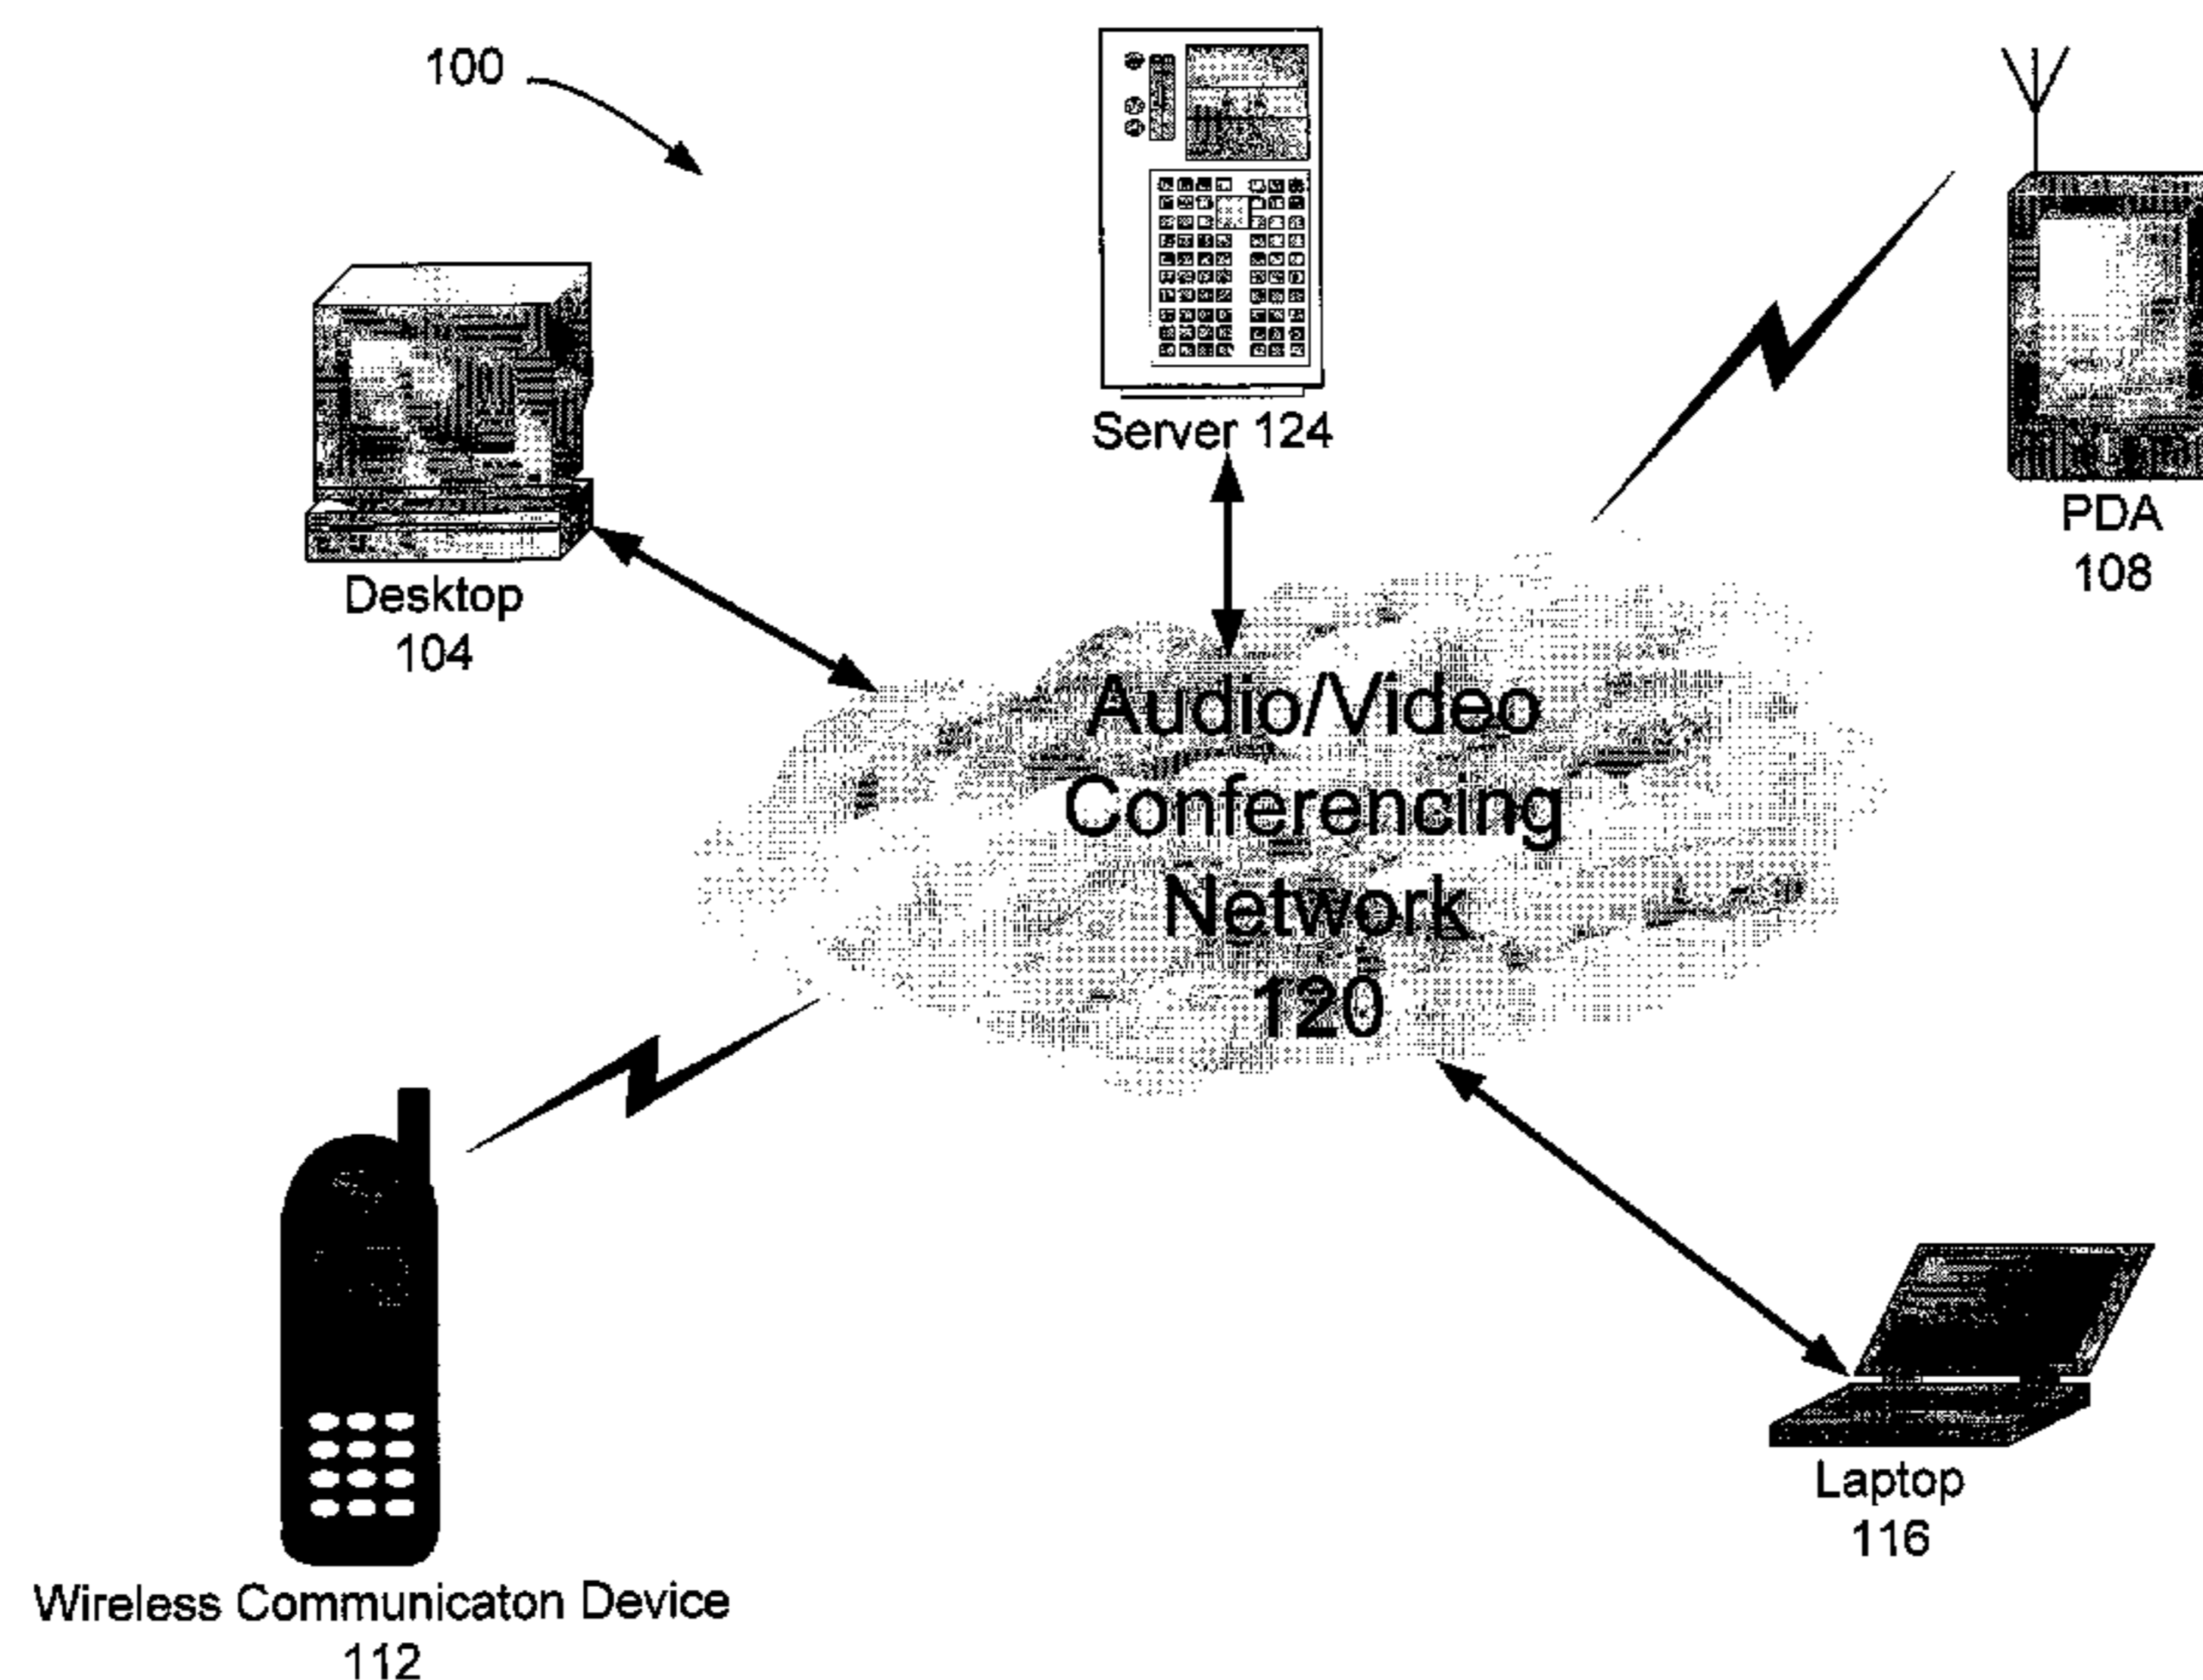 100
Server 124
PDA
108
Desktop
104
Audio/Video
Conferencing
Network
120
Laptop
116
Wireless Communicaton Device
112